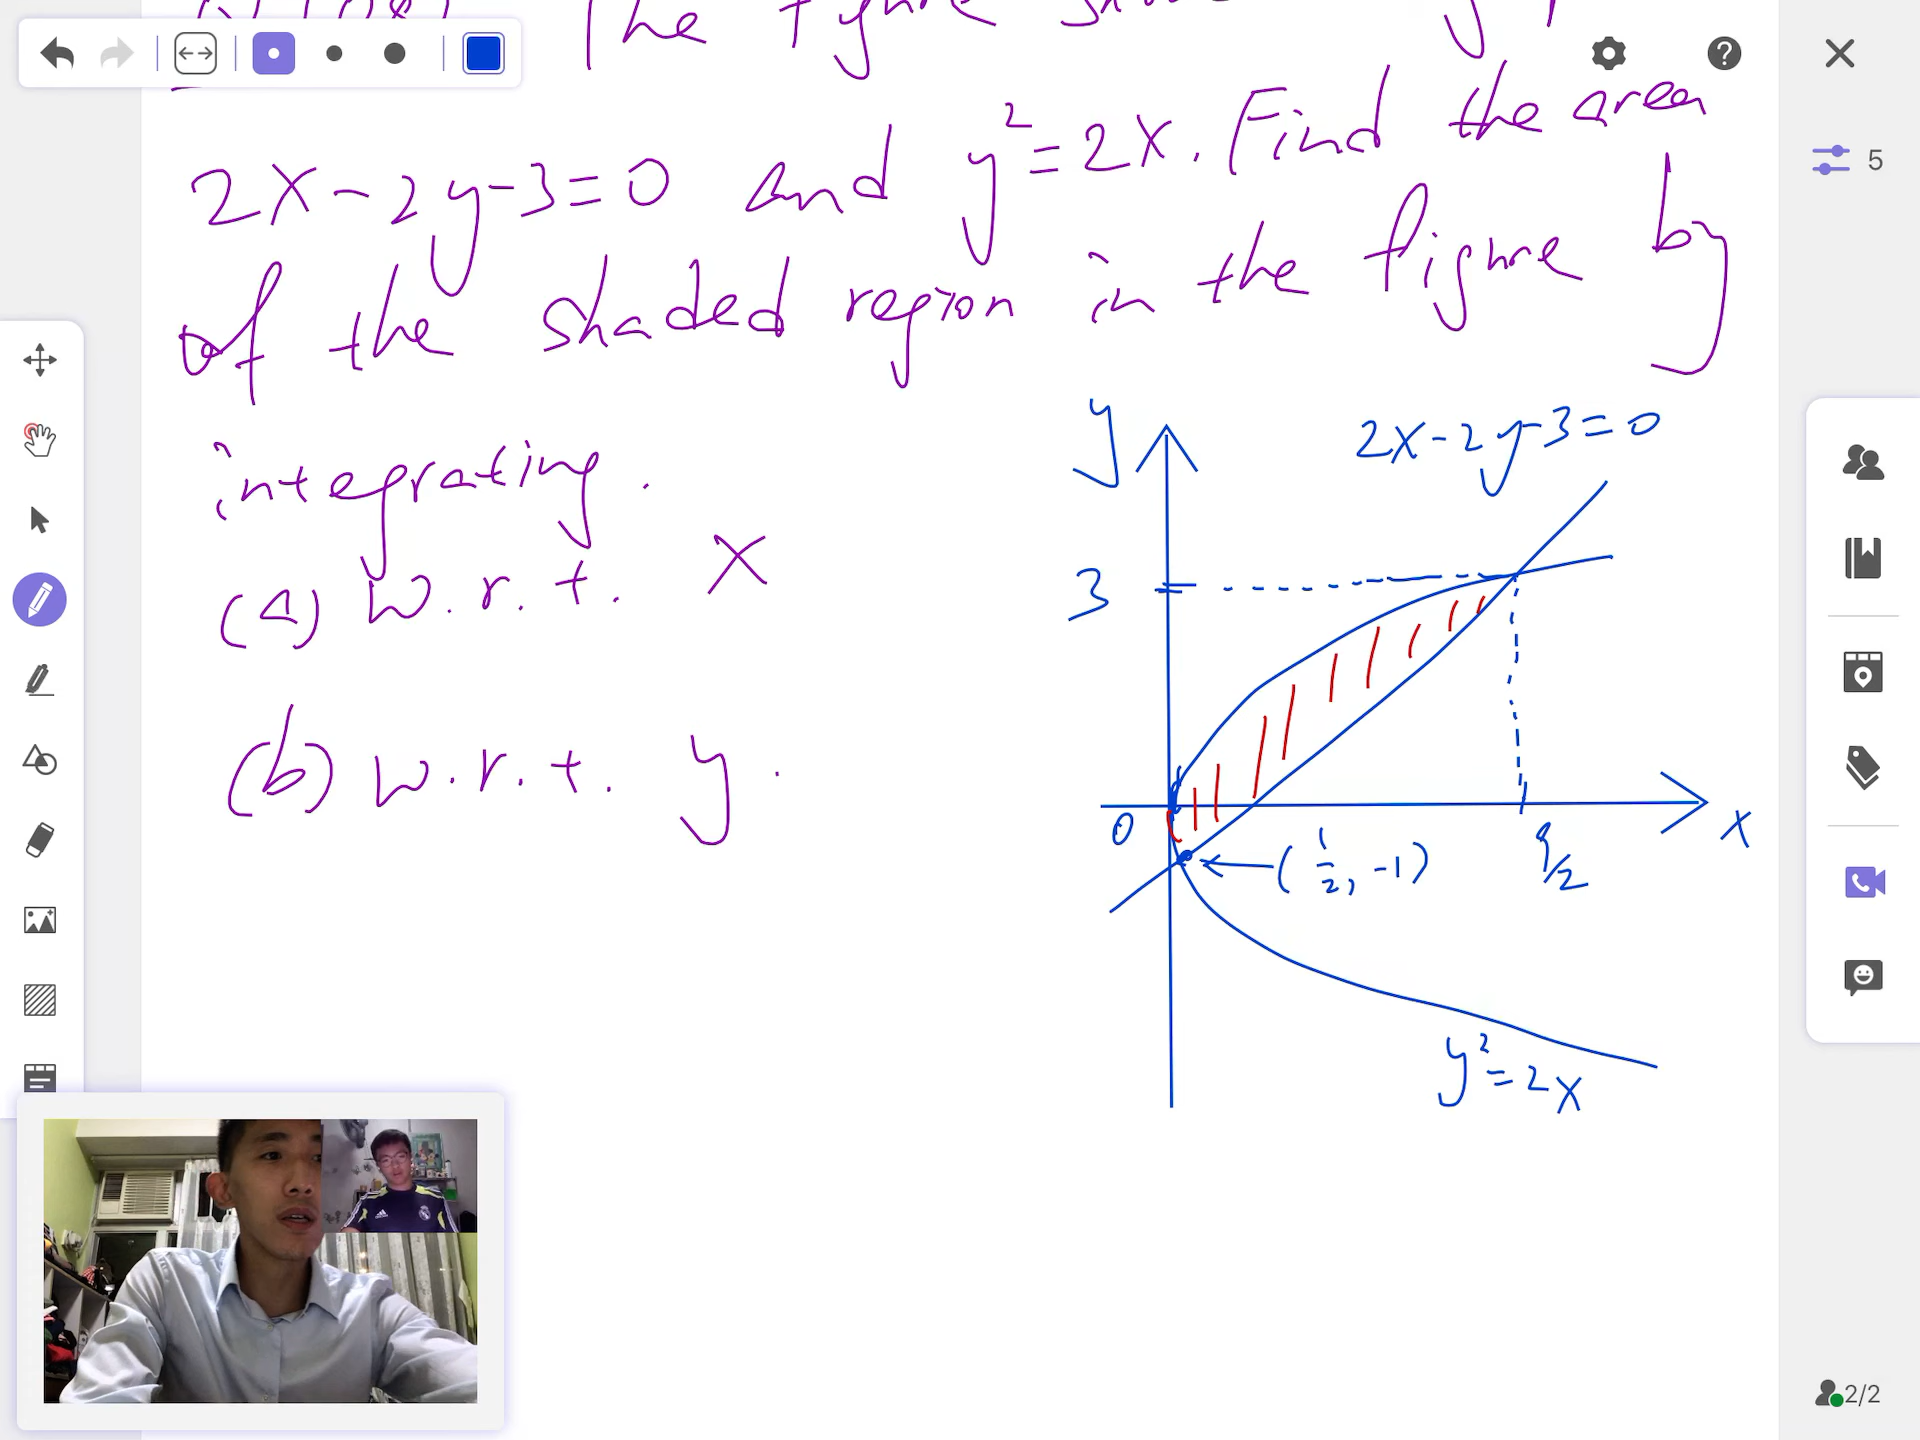 The figure
2x-2y-3=0 and y²=2x. Find the area
of the shaded region in the figure by
integrating.
(a) w.r.t. x
(b) w.r.t. y.
y
2x-2y-3=0
3
0
x
(1/2, -1)
9/2
y²=2x
5
2/2